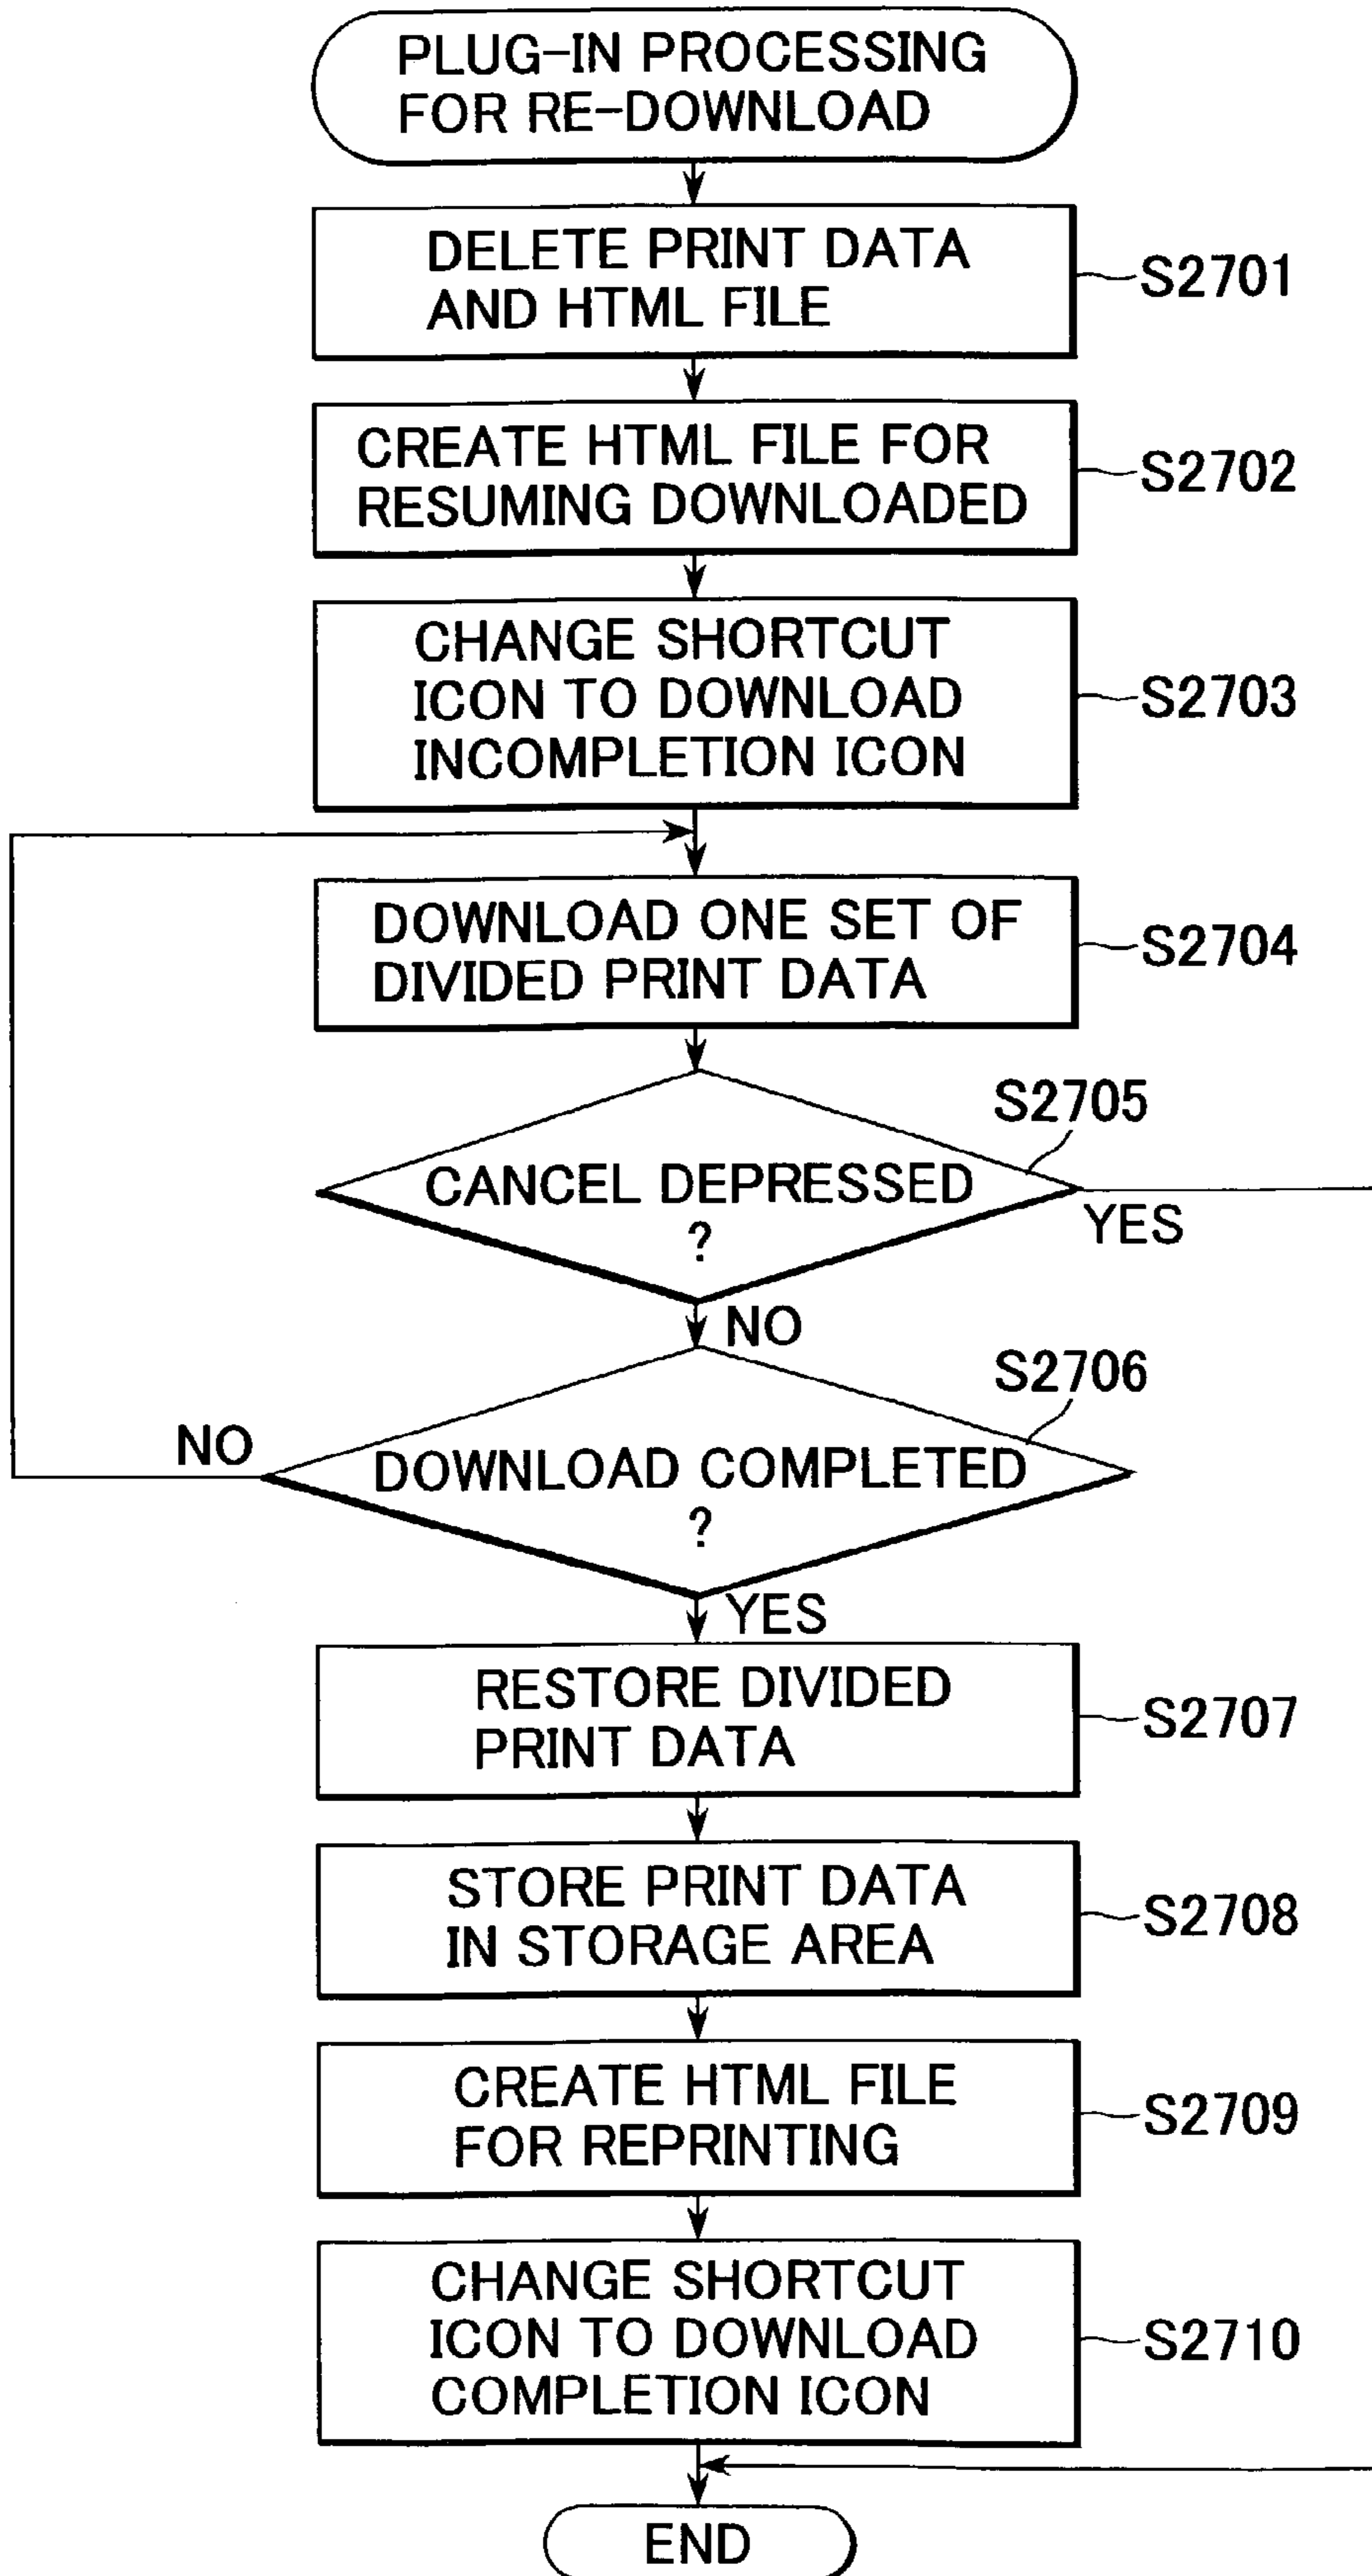 PLUG-IN PROCESSING
FOR RE-DOWNLOAD
DELETE PRINT DATA
AND HTML FILE
S2701
CREATE HTML FILE FOR
RESUMING DOWNLOADED
S2702
CHANGE SHORTCUT
ICON TO DOWNLOAD
INCOMPLETION ICON
S2703
DOWNLOAD ONE SET OF
DIVIDED PRINT DATA
S2704
S2705
CANCEL DEPRESSED
?
YES
NO
S2706
NO
DOWNLOAD COMPLETED
?
YES
RESTORE DIVIDED
PRINT DATA
S2707
STORE PRINT DATA
IN STORAGE AREA
S2708
CREATE HTML FILE
FOR REPRINTING
S2709
CHANGE SHORTCUT
ICON TO DOWNLOAD
COMPLETION ICON
S2710
END